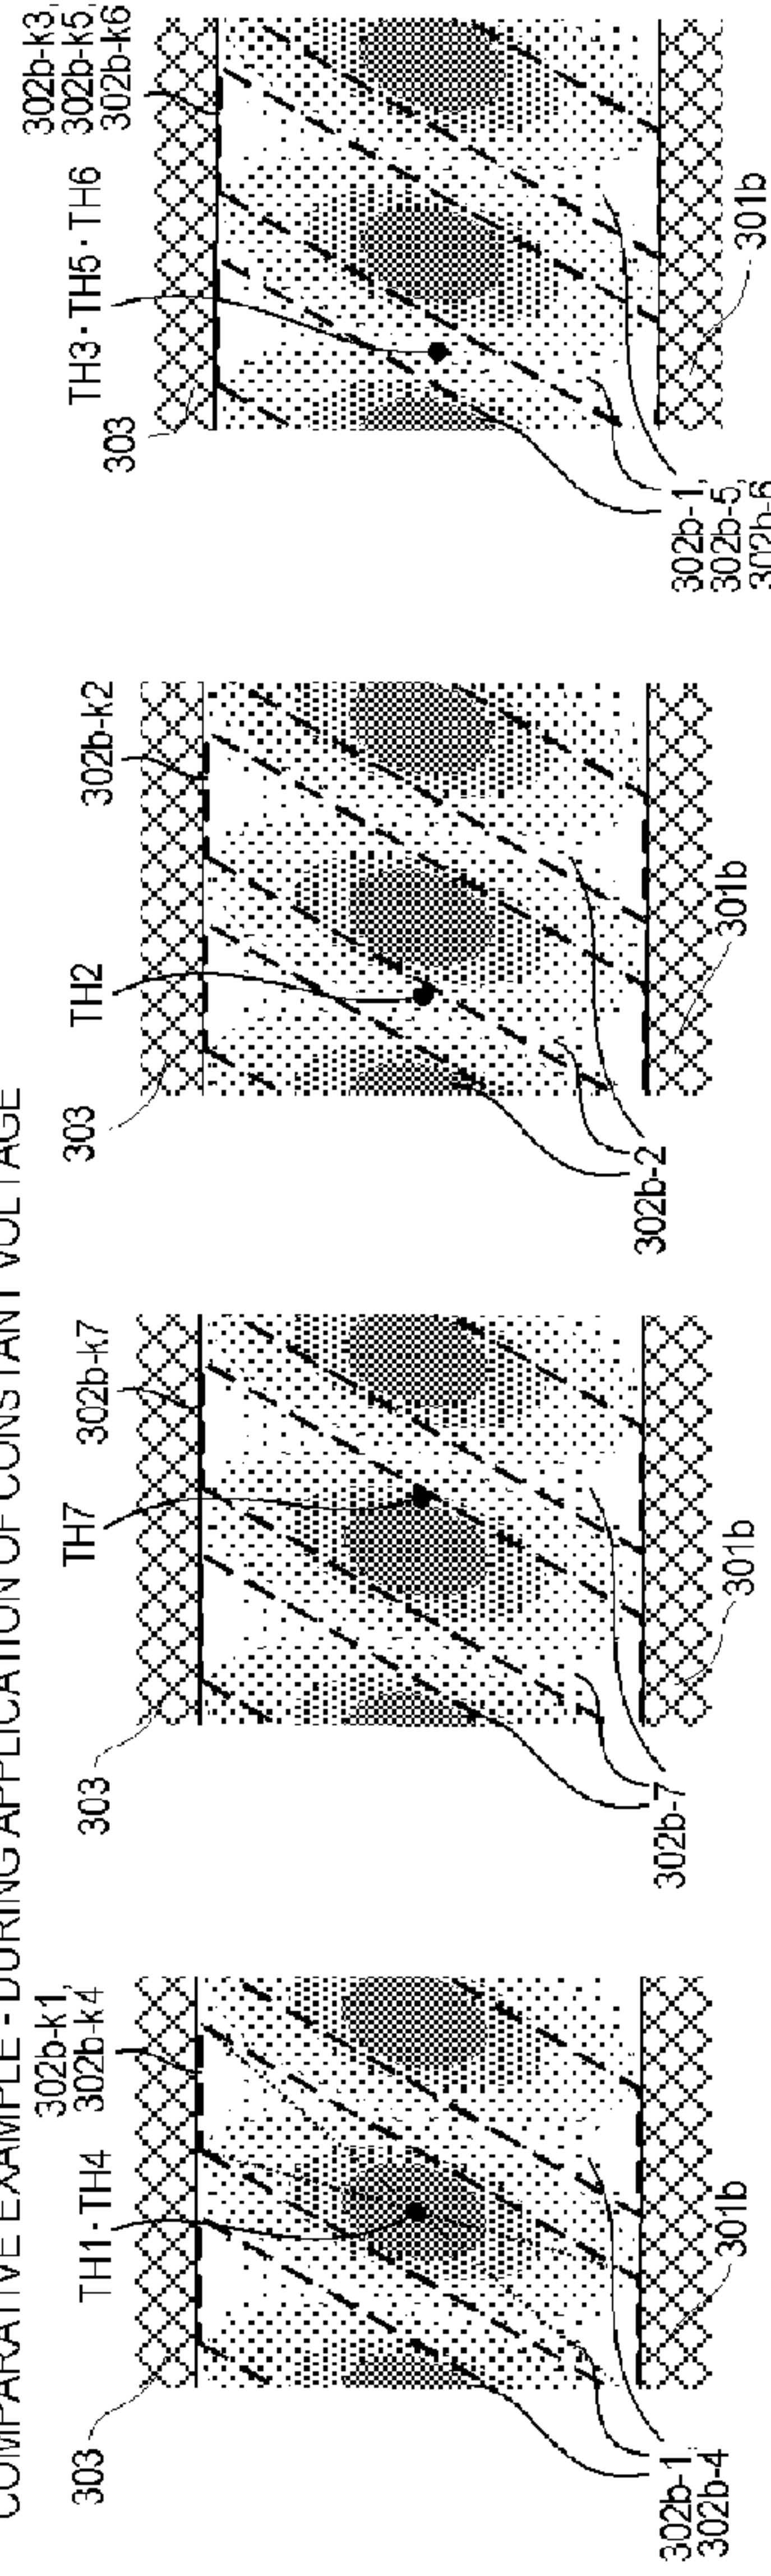 COMPARATIVE EXAMPLE - DURING APPLICATION OF CONSTANT VOLTAGE
303
TH1 · TH4
302b-k1,
302b-k4
302b-1
302b-4
301b
303
TH7
302b-k7
302b-7
301b
303
TH2
302b-k2
302b-2
301b
303
TH3 · TH5 · TH6
302b-k3,
302b-k5,
302b-k6
302b-1,
302b-5,
302b-6
301b